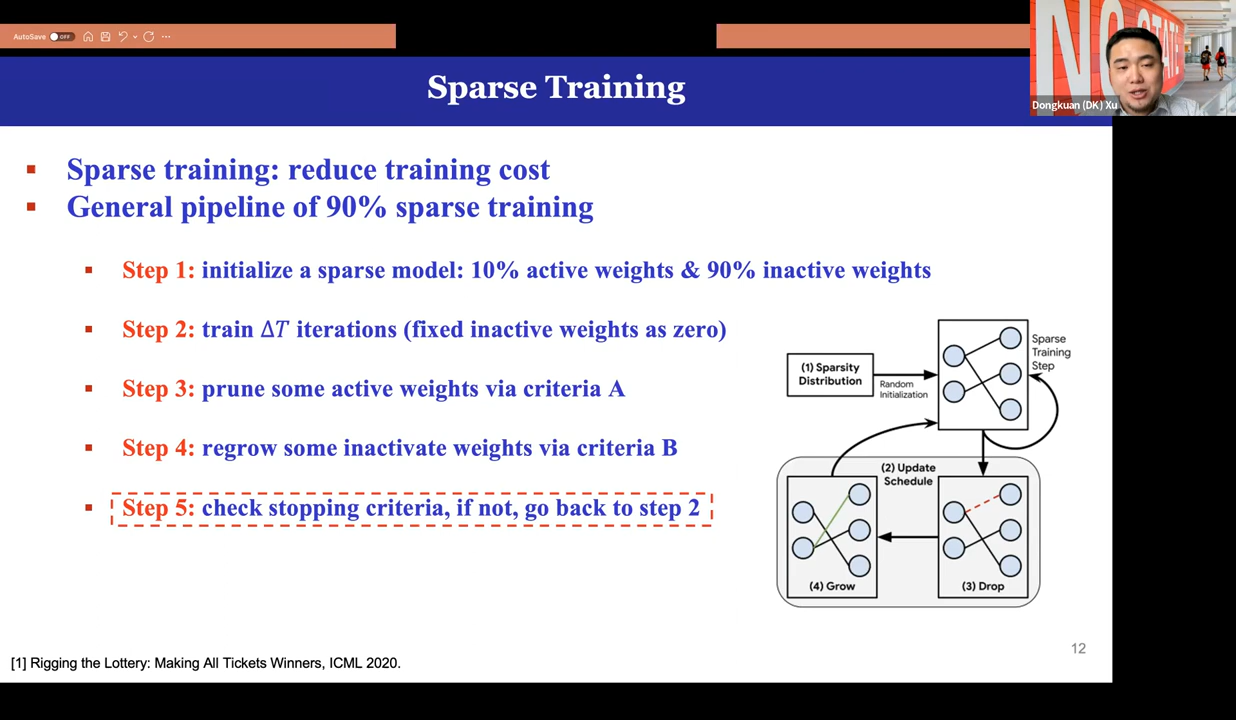 AutoSave OFF
Sparse Training
NC STATE
Dongkuan (DK) Xu
Sparse training: reduce training cost
General pipeline of 90% sparse training
Step 1: initialize a sparse model: 10% active weights & 90% inactive weights
Step 2: train ΔT iterations (fixed inactive weights as zero)
Step 3: prune some active weights via criteria A
Step 4: regrow some inactivate weights via criteria B
Step 5: check stopping criteria, if not, go back to step 2
(1) Sparsity
Distribution
Random
Initialization
Sparse
Training
Step
(2) Update
Schedule
(4) Grow
(3) Drop
12
[1] Rigging the Lottery: Making All Tickets Winners, ICML 2020.